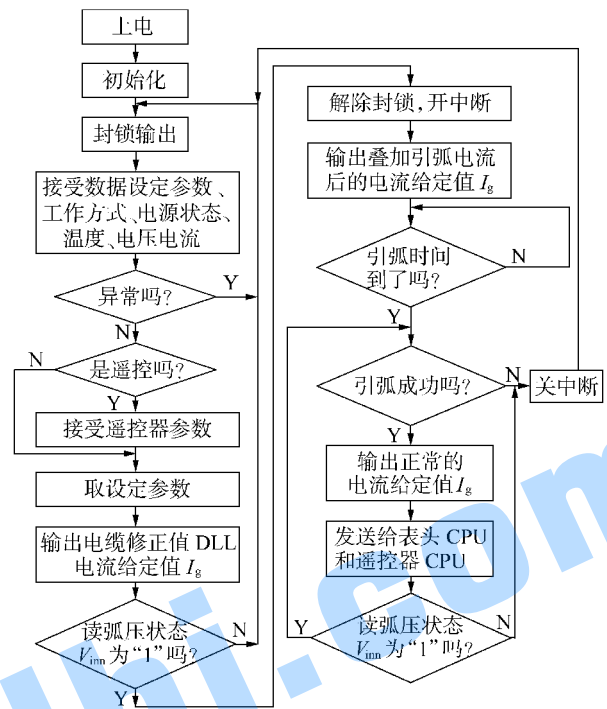 上电
初始化
封锁输出
接受数据设定参数、
工作方式、电源状态、
温度、电压电流
异常吗?
Y
N
是遥控吗?
N
Y
接受遥控器参数
取设定参数
输出电缆修正值 DLL
电流给定值 Ig
读弧压状态
Vinn 为“1”吗?
N
Y
解除封锁,开中断
输出叠加引弧电流
后的电流给定值 Ig
引弧时间
到了吗?
N
Y
引弧成功吗?
N
关中断
Y
输出正常的
电流给定值 Ig
发送给表头 CPU
和遥控器 CPU
读弧压状态
Vinn 为“1”吗?
Y
N